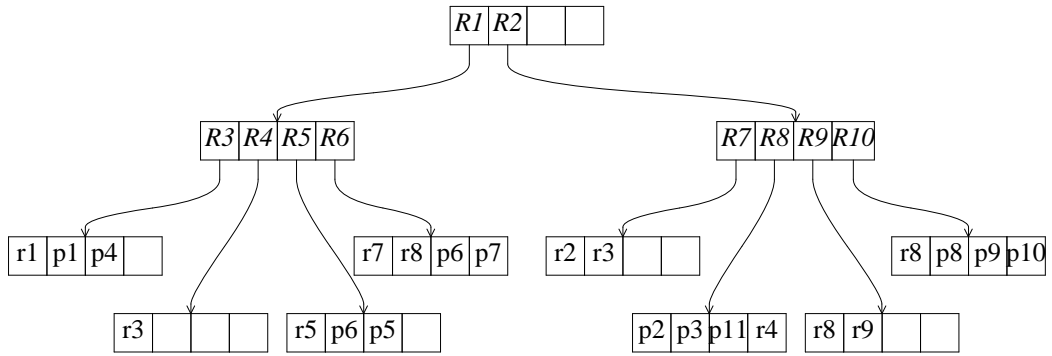 R1 R2
R3 R4 R5 R6 R7 R8 R9 R10
r1 p1 p4 r7 r8 p6 p7 r2 r3 r8 p8 p9 p10
r3 r5 p6 p5 p2 p3 p11 r4 r8 r9